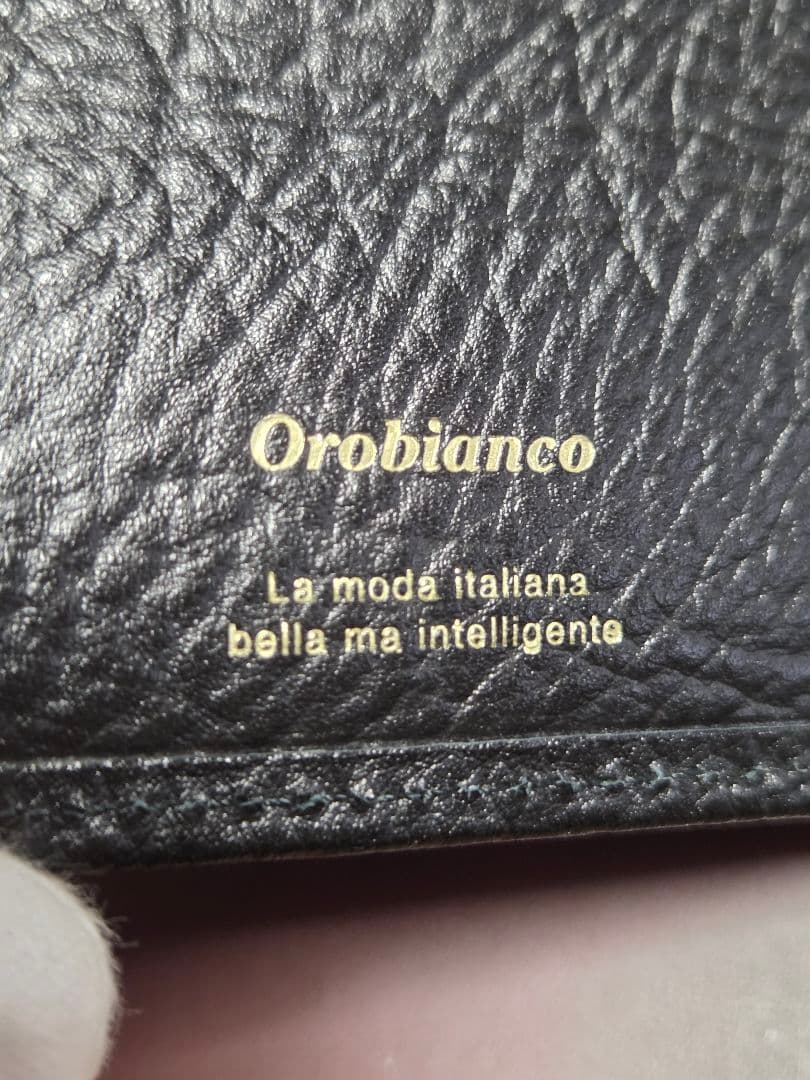 Orobianco
La moda italiana
bella ma intelligente